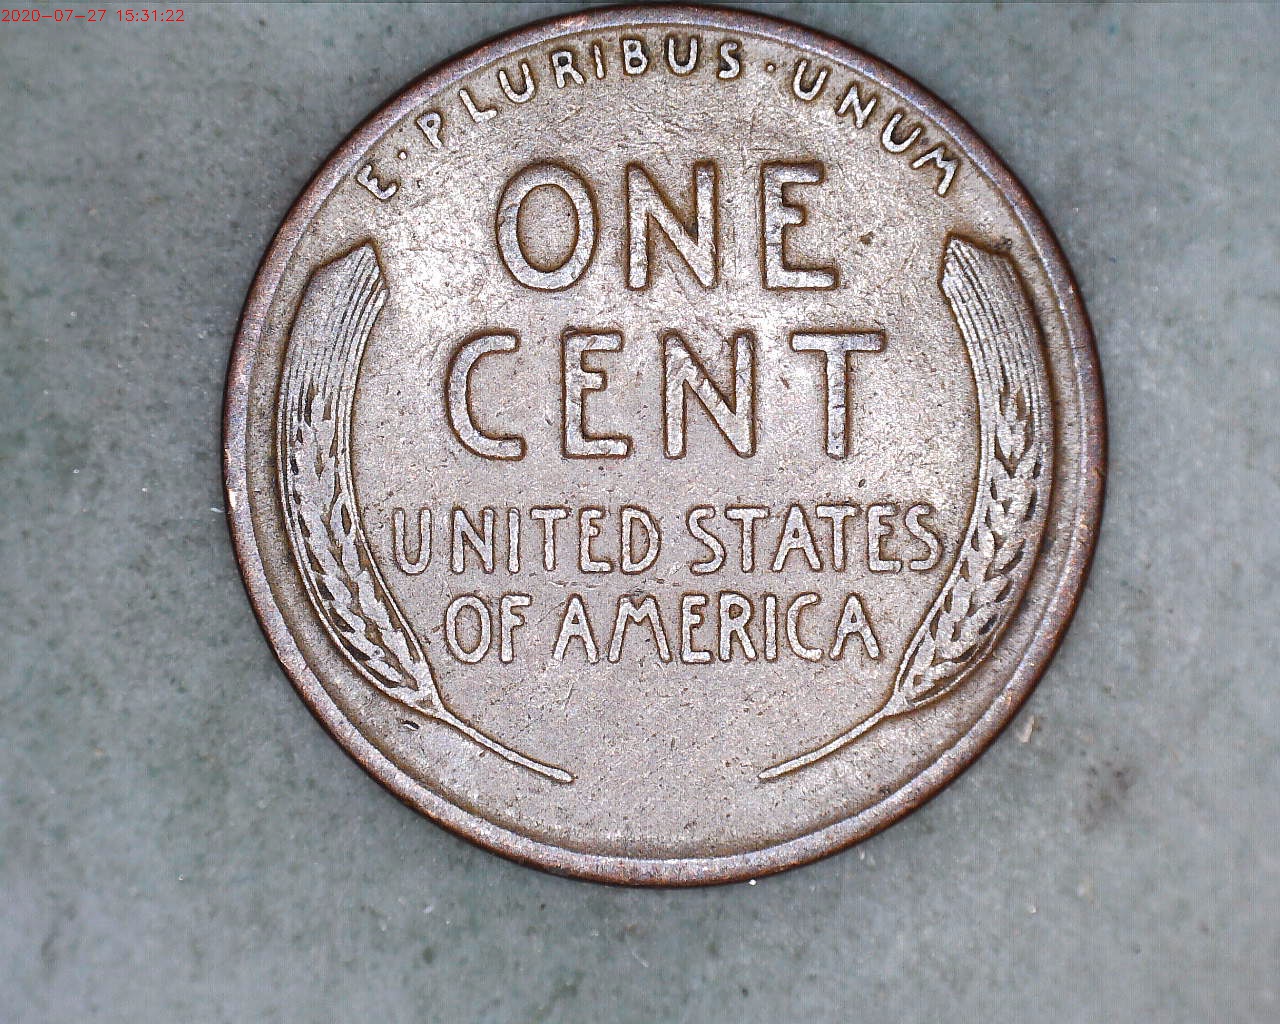 2020-07-27 15:31:22
E·PLURIBUS·UNUM
ONE
CENT
UNITED STATES
OF AMERICA